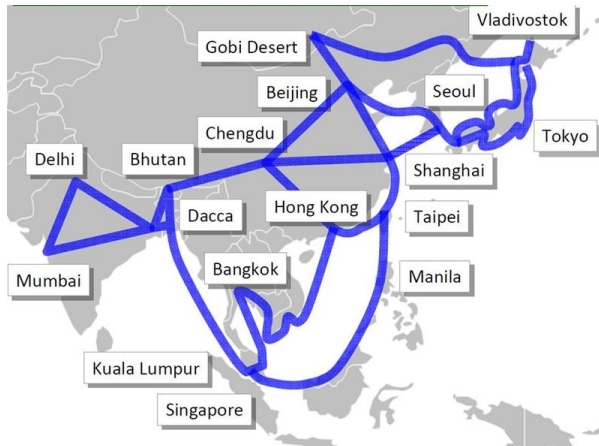 Vladivostok
Gobi Desert
Beijing
Seoul
Chengdu
Tokyo
Delhi
Bhutan
Shanghai
Dacca
Hong Kong
Taipei
Bangkok
Manila
Mumbai
Kuala Lumpur
Singapore